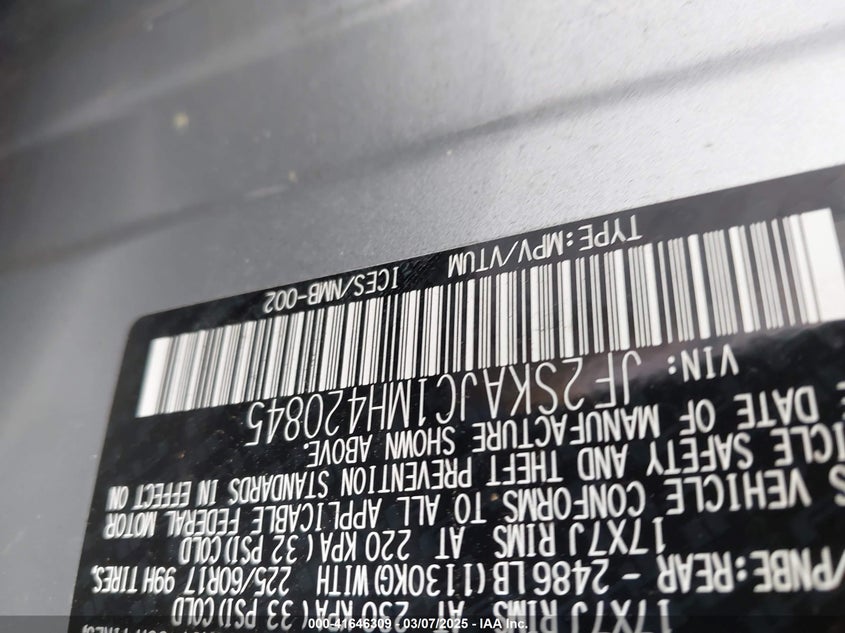 17X7J RIMS AT 230 KPA( 33 PSI)COLD
/PNBE:REAR - 2486LB(1130KG)WITH 225/60R17 99H TIRES,
17X7J RIMS AT 220 KPA( 32 PSI)COLD
VEHICLE CONFORMS TO ALL APPLICABLE FEDERAL MOTOR
SAFETY AND THEFT PREVENTION STANDARDS IN EFFECT ON
DATE OF MANUFACTURE SHOWN ABOVE.
VIN: JF2SKAJC1MH420845
TYPE:MPV/VTUM ICES/NMB-002
000-41646309 - 03/07/2025 - IAA Inc.